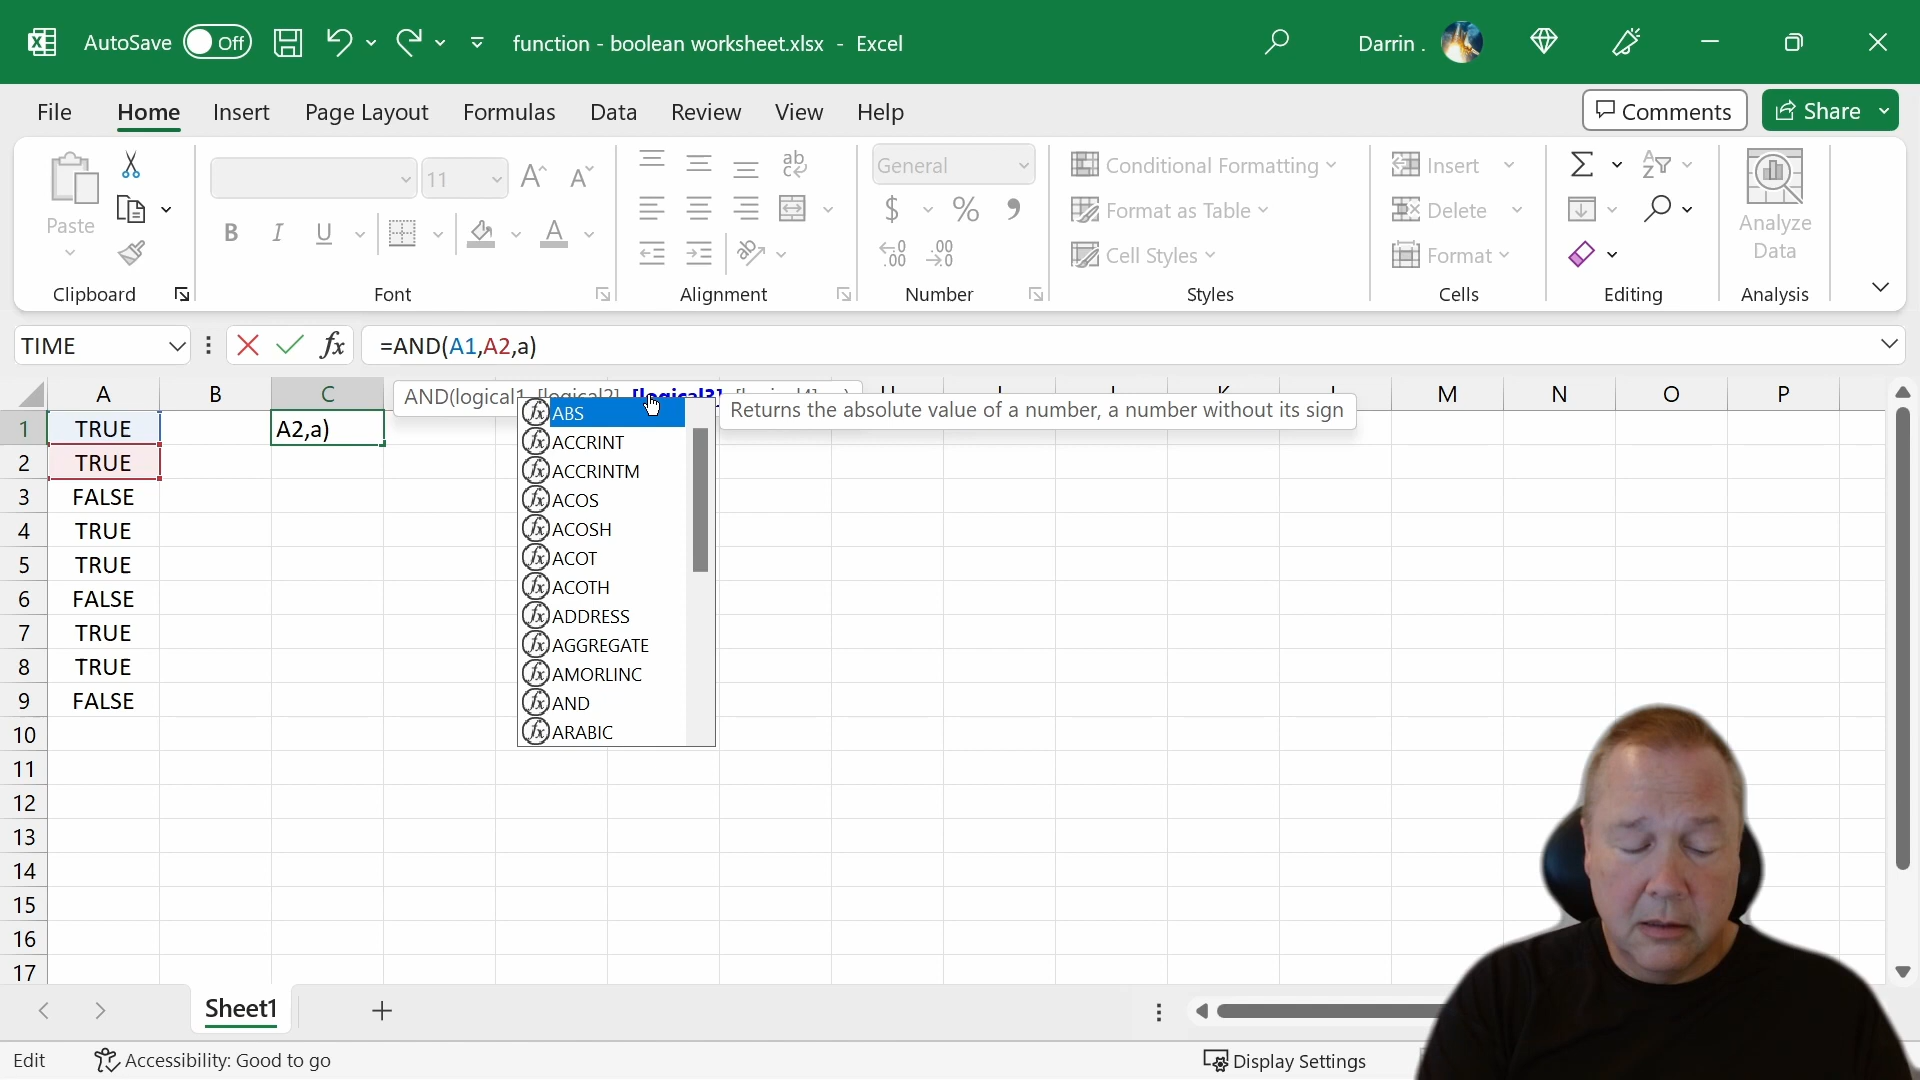 AutoSave Off function - boolean worksheet.xlsx - Excel Darrin .
File Home Insert Page Layout Formulas Data Review View Help Comments Share
Paste 11 General Conditional Formatting Insert Analyze Data
B I U $ % Format as Table Delete
Cell Styles Format
Clipboard Font Alignment Number Styles Cells Editing Analysis
TIME fx =AND(A1,A2,a)
A B C K M N O P
AND(logical1, [logical2], [logical3], [logical4], ...)
Returns the absolute value of a number, a number without its sign
1 TRUE A2,a)
2 TRUE
3 FALSE
4 TRUE
5 TRUE
6 FALSE
7 TRUE
8 TRUE
9 FALSE
10
11
12
13
14
15
16
17
ABS
ACCRINT
ACCRINTM
ACOS
ACOSH
ACOT
ACOTH
ADDRESS
AGGREGATE
AMORLINC
AND
ARABIC
Sheet1
Edit Accessibility: Good to go Display Settings